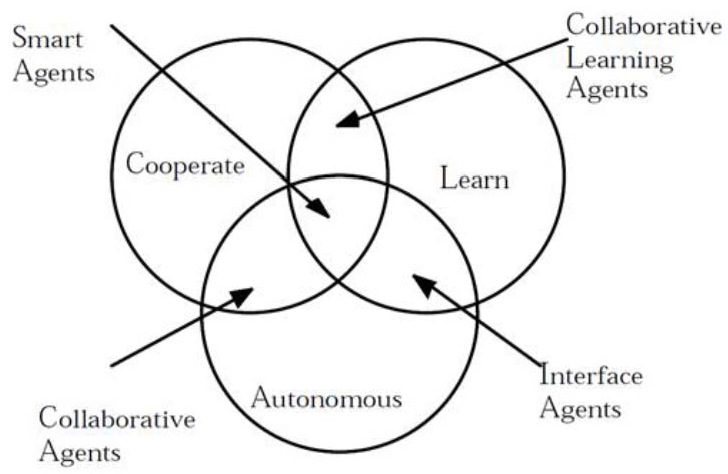 Smart
Agents
Collaborative
Learning
Agents
Cooperate
Learn
Autonomous
Collaborative
Agents
Interface
Agents